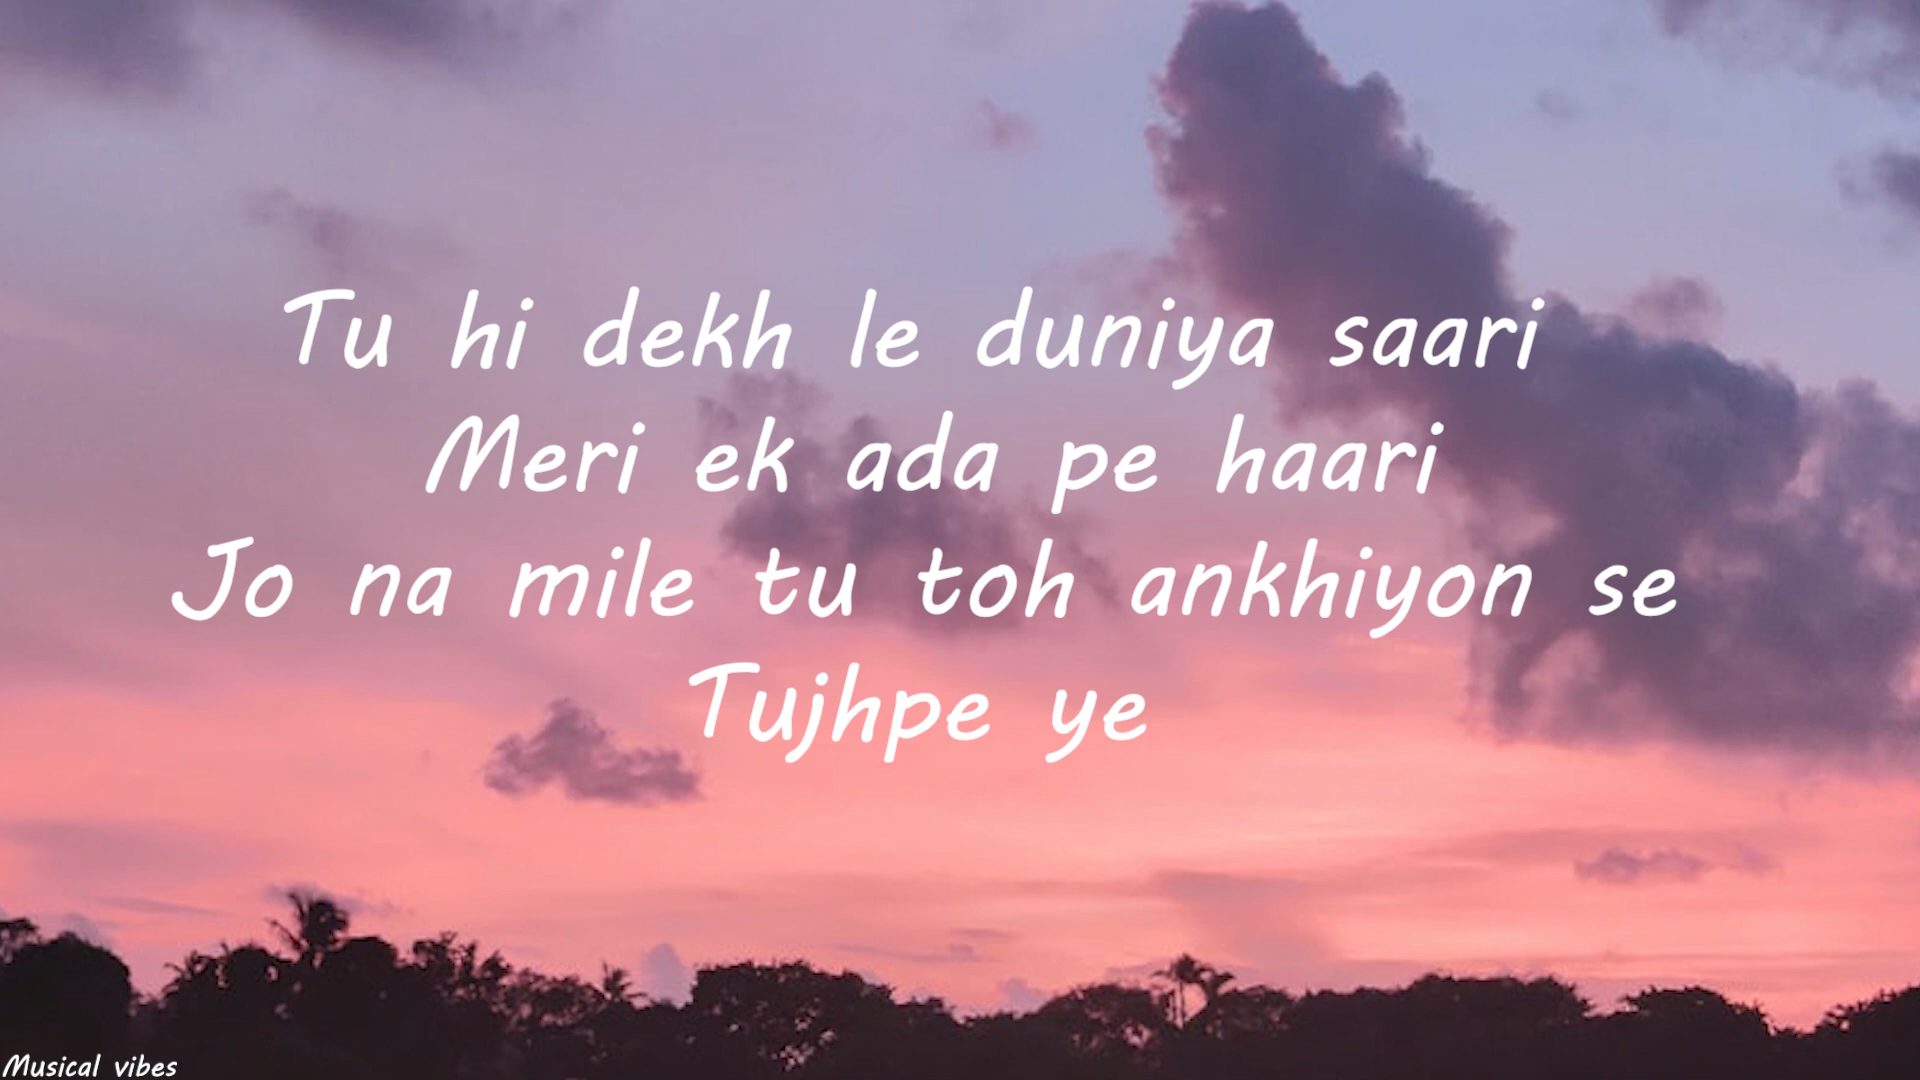 Tu hi dekh le duniya saari
Meri ek ada pe haari
Jo na mile tu toh ankhiyon se
Tujhpe ye
Musical vibes